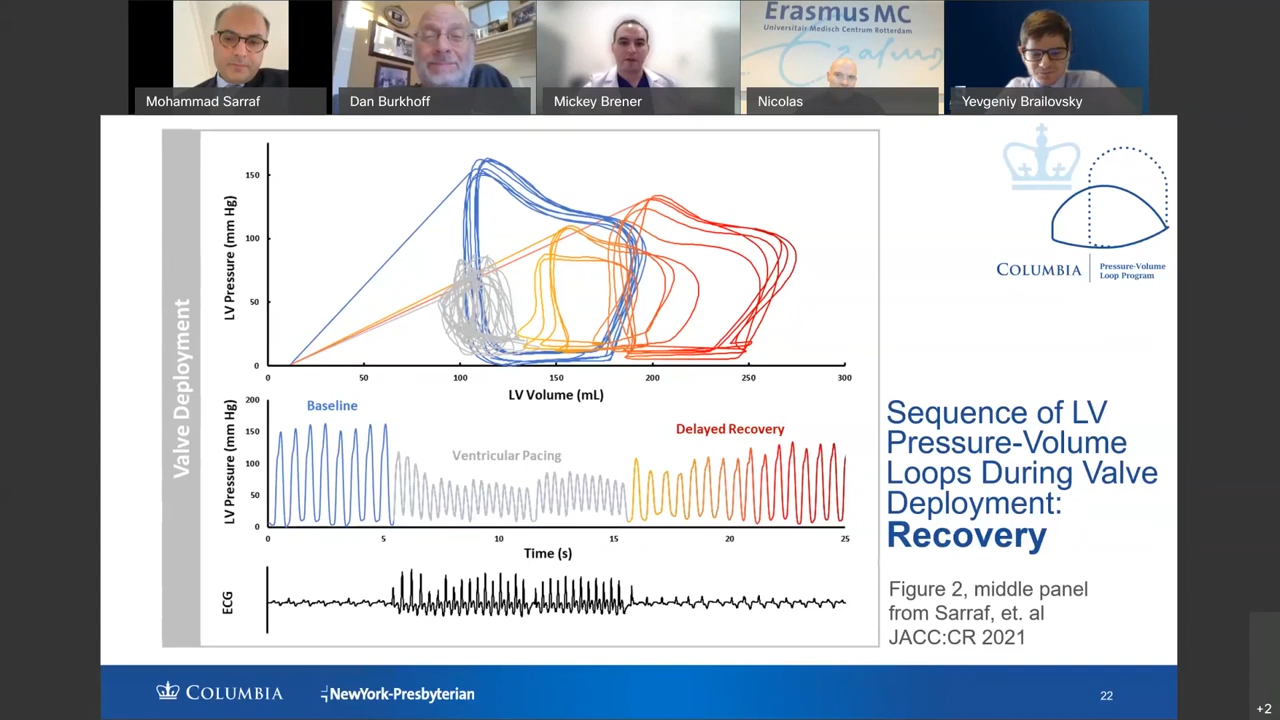 Erasmus MC
Universitair Medisch Centrum Rotterdam
Mohammad Sarraf
Dan Burkhoff
Mickey Brener
Nicolas
Yevgeniy Brailovsky
Valve Deployment
LV Pressure (mm Hg)
150
100
50
0
0 50 100 150 200 250 300
LV Volume (mL)
LV Pressure (mm Hg)
200
150
100
50
0
Baseline
Ventricular Pacing
Delayed Recovery
0 5 10 15 20 25
Time (s)
ECG
COLUMBIA
Pressure-Volume
Loop Program
Sequence of LV
Pressure-Volume
Loops During Valve
Deployment:
Recovery
Figure 2, middle panel
from Sarraf, et. al
JACC:CR 2021
COLUMBIA
NewYork-Presbyterian
22
+2